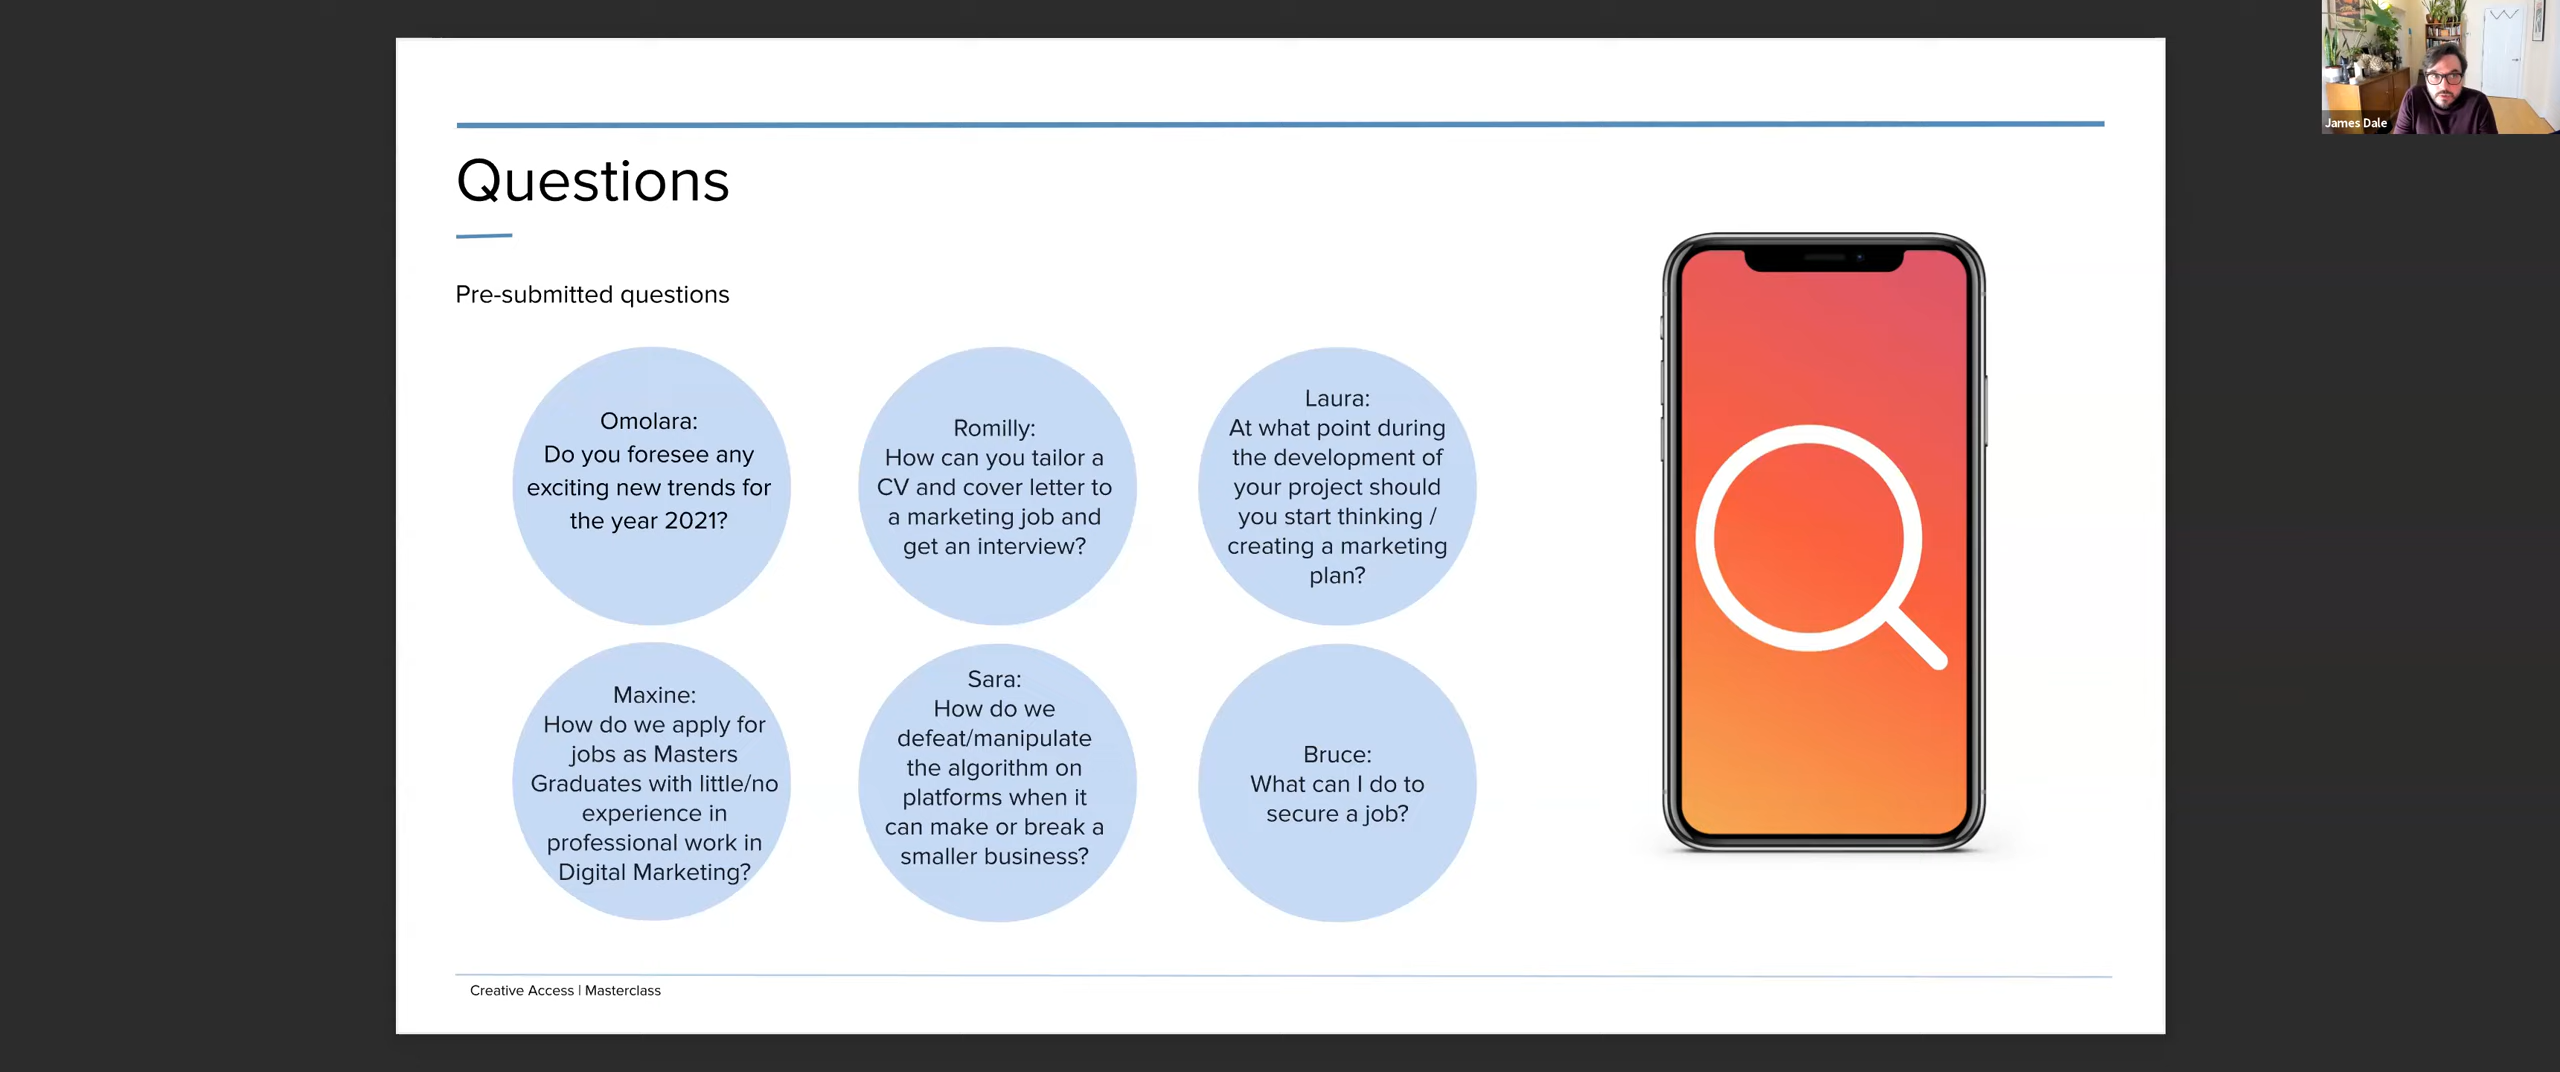 James Dale
Questions
Pre-submitted questions
Omolara:
Do you foresee any
exciting new trends for
the year 2021?
Romilly:
How can you tailor a
CV and cover letter to
a marketing job and
get an interview?
Laura:
At what point during
the development of
your project should
you start thinking /
creating a marketing
plan?
Maxine:
How do we apply for
jobs as Masters
Graduates with little/no
experience in
professional work in
Digital Marketing?
Sara:
How do we
defeat/manipulate
the algorithm on
platforms when it
can make or break a
smaller business?
Bruce:
What can I do to
secure a job?
Creative Access | Masterclass